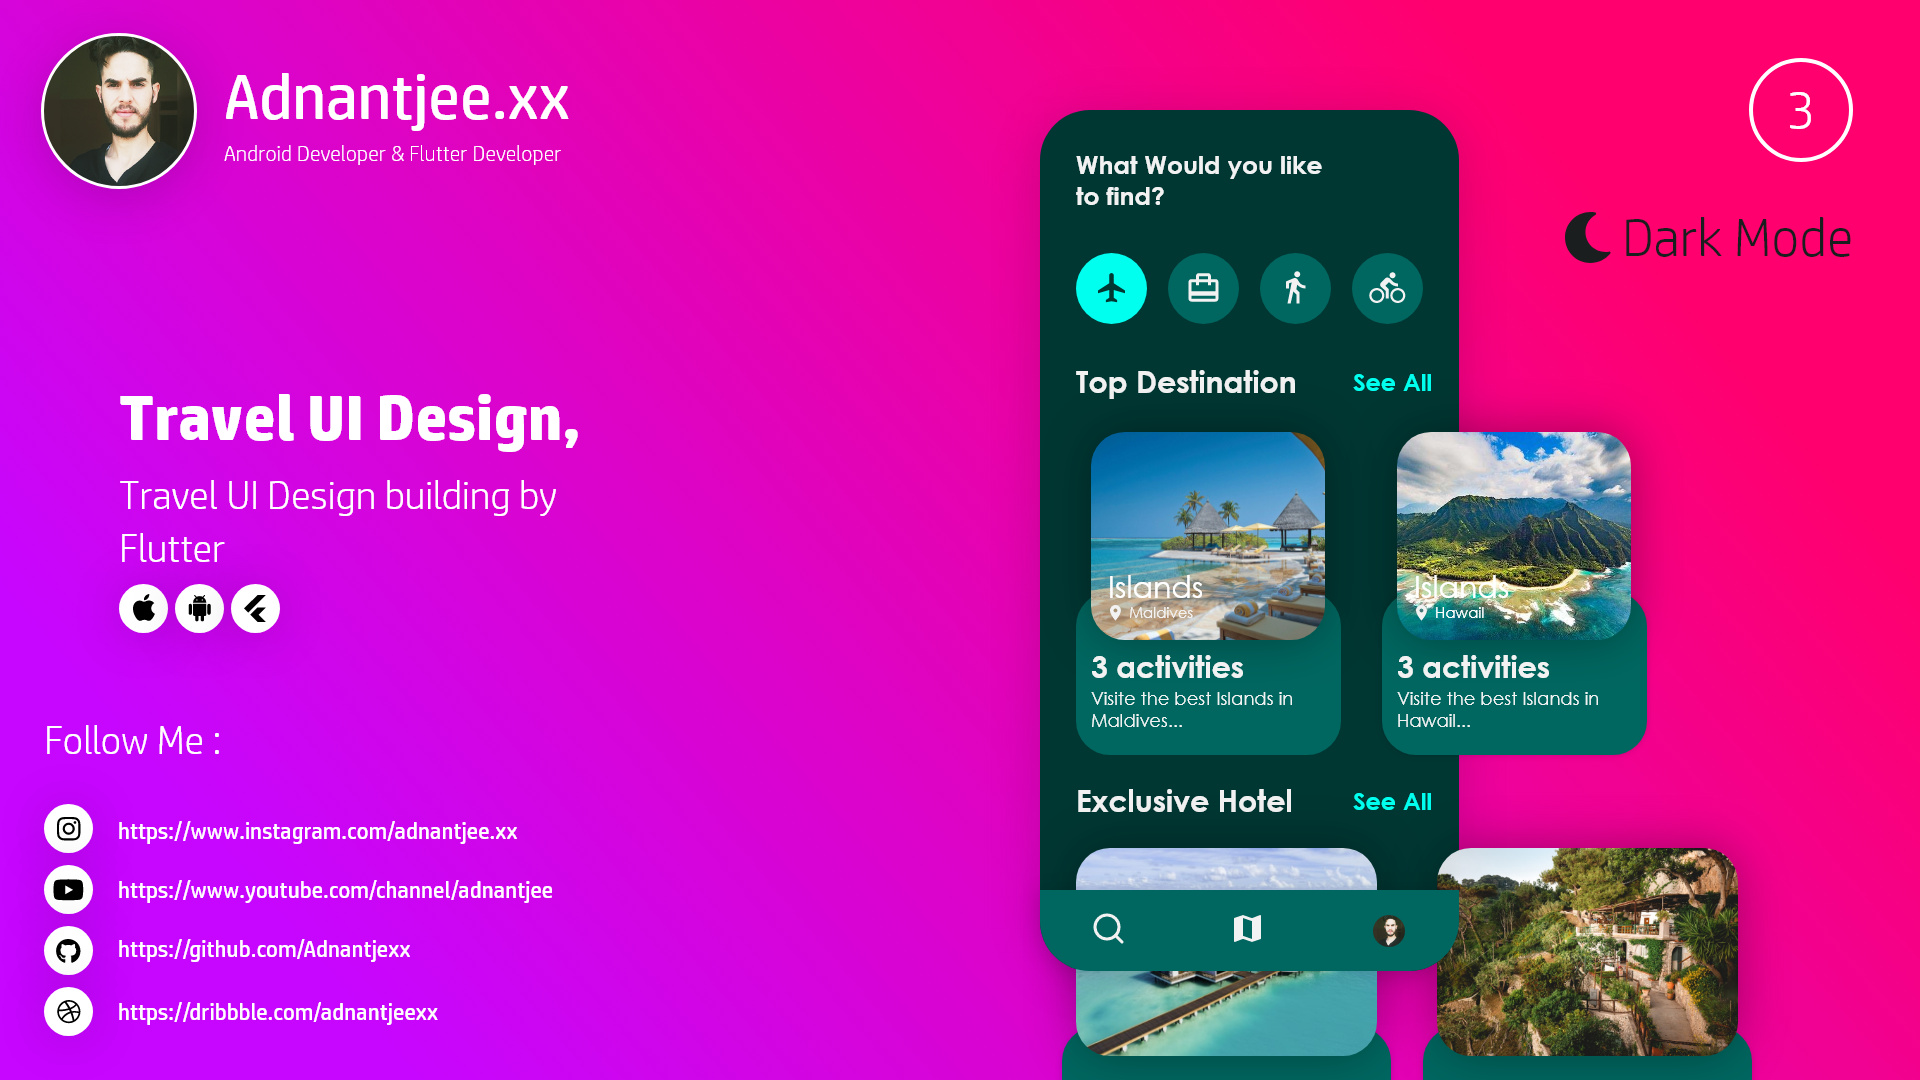 Adnantjee.xx
Android Developer & Flutter Developer
3
Dark Mode
Travel UI Design,
Travel UI Design building by
Flutter
Follow Me :
https://www.instagram.com/adnantjee.xx
https://www.youtube.com/channel/adnantjee
https://github.com/Adnantjexx
https://dribbble.com/adnantjeexx
What Would you like
to find?
Top Destination
See All
Islands
Maldives
3 activities
Visite the best Islands in
Maldives...
Islands
Hawail
3 activities
Visite the best Islands in
Hawail...
Exclusive Hotel
See All